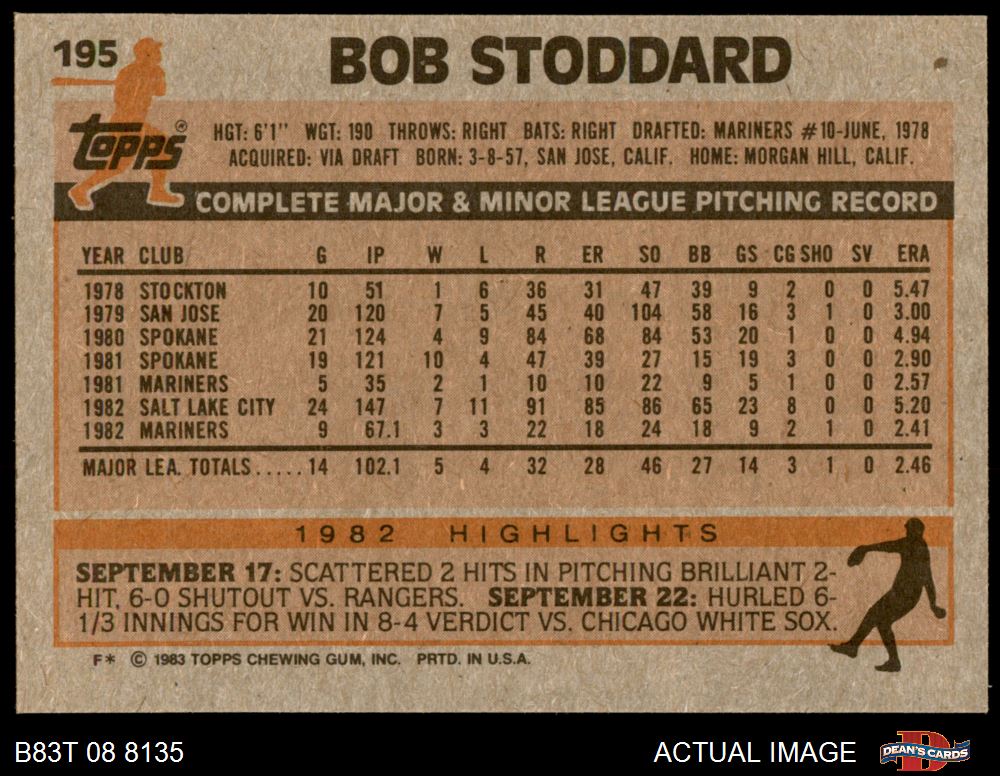 195 BOB STODDARD
Topps®
HGT: 6'1" WGT: 190 THROWS: RIGHT BATS: RIGHT DRAFTED: MARINERS #10-JUNE, 1978
ACQUIRED: VIA DRAFT BORN: 3-8-57, SAN JOSE, CALIF. HOME: MORGAN HILL, CALIF.
COMPLETE MAJOR & MINOR LEAGUE PITCHING RECORD
YEAR CLUB G IP W L R ER SO BB GS CG SHO SV ERA
1978 STOCKTON 10 51 1 6 36 31 47 39 9 2 0 0 5.47
1979 SAN JOSE 20 120 7 5 45 40 104 58 16 3 1 0 3.00
1980 SPOKANE 21 124 4 9 84 68 84 53 20 1 0 0 4.94
1981 SPOKANE 19 121 10 4 47 39 27 15 19 3 0 0 2.90
1981 MARINERS 5 35 2 1 10 10 22 9 5 1 0 0 2.57
1982 SALT LAKE CITY 24 147 7 11 91 85 86 65 23 8 0 0 5.20
1982 MARINERS 9 67.1 3 3 22 18 24 18 9 2 1 0 2.41
MAJOR LEA. TOTALS.....14 102.1 5 4 32 28 46 27 14 3 1 0 2.46
1982 HIGHLIGHTS
SEPTEMBER 17: SCATTERED 2 HITS IN PITCHING BRILLIANT 2-
HIT, 6-0 SHUTOUT VS. RANGERS. SEPTEMBER 22: HURLED 6-
1/3 INNINGS FOR WIN IN 8-4 VERDICT VS. CHICAGO WHITE SOX.
F* © 1983 TOPPS CHEWING GUM, INC. PRTD. IN U.S.A.
B83T 08 8135 ACTUAL IMAGE D DEAN'S CARDS